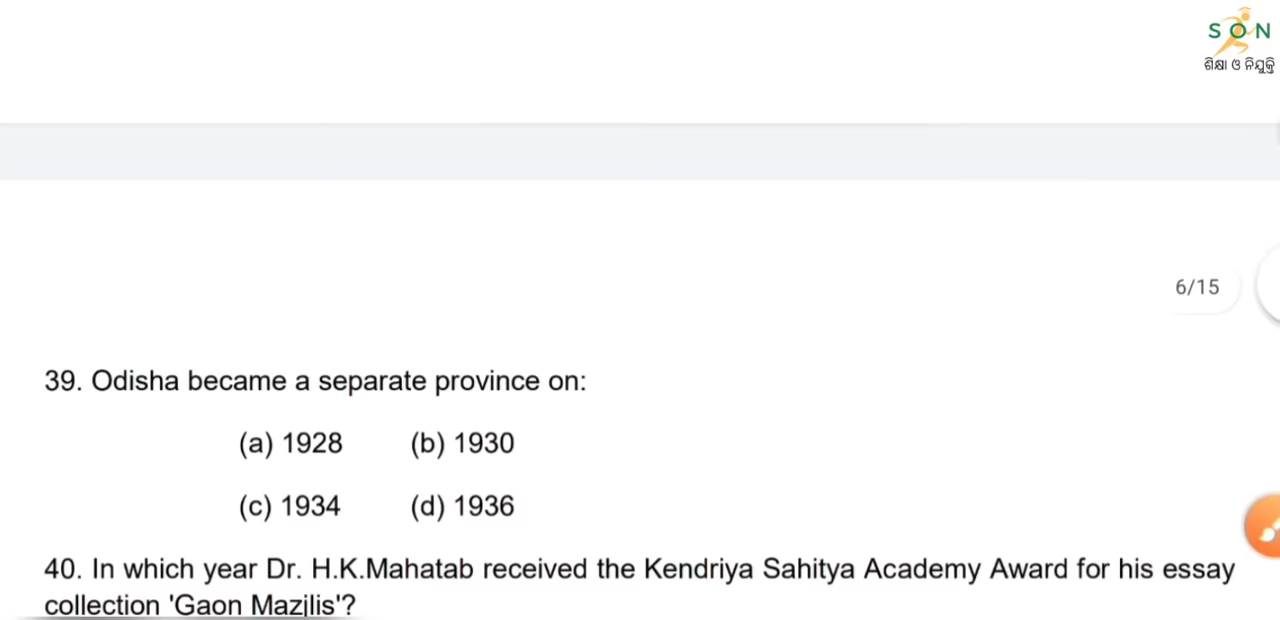 SON
ଶିକ୍ଷା ଓ ନିଯୁକ୍ତି
6/15
39. Odisha became a separate province on:
(a) 1928 (b) 1930
(c) 1934 (d) 1936
40. In which year Dr. H.K.Mahatab received the Kendriya Sahitya Academy Award for his essay
collection 'Gaon Mazjlis'?